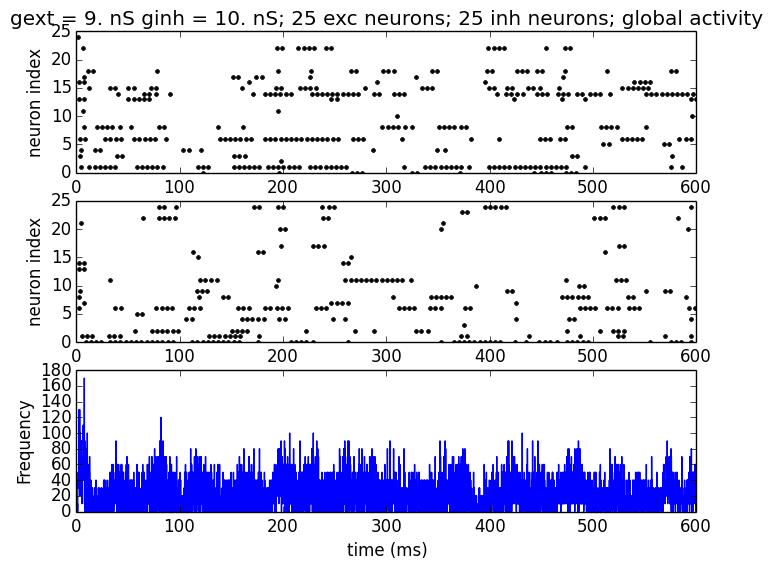 gext = 9. nS ginh = 10. nS; 25 exc neurons; 25 inh neurons; global activity
neuron index
25
20
15
10
5
0
0 100 200 300 400 500 600
neuron index
25
20
15
10
5
0
0 100 200 300 400 500 600
Frequency
180
160
140
120
100
80
60
40
20
0
0 100 200 300 400 500 600
time (ms)